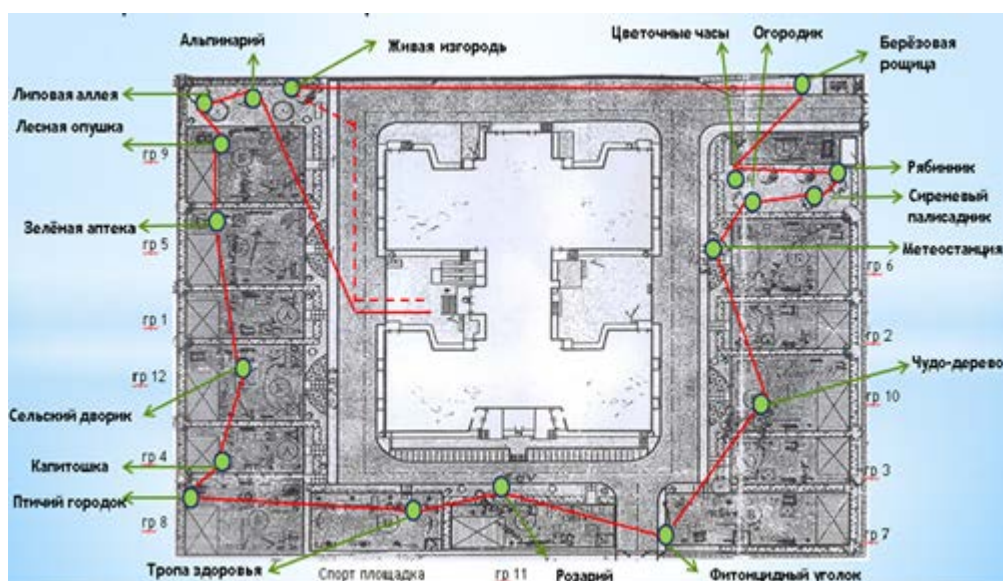 Альпинарий
Живая изгородь
Цветочные часы
Огородик
Берёзовая
рощица
Липовая аллея
Лесная опушка
гр 9
Рябинник
Сиреневый
палисадник
Зелёная аптека
гр 5
Метеостанция
гр 6
гр 1
гр 2
гр 12
Чудо-дерево
гр 10
Сельский дворик
гр 4
Капитошка
гр 3
Птичий городок
гр 8
гр 7
Тропа здоровья
Спорт площадка
гр 11
Розарий
Фитонцидный уголок